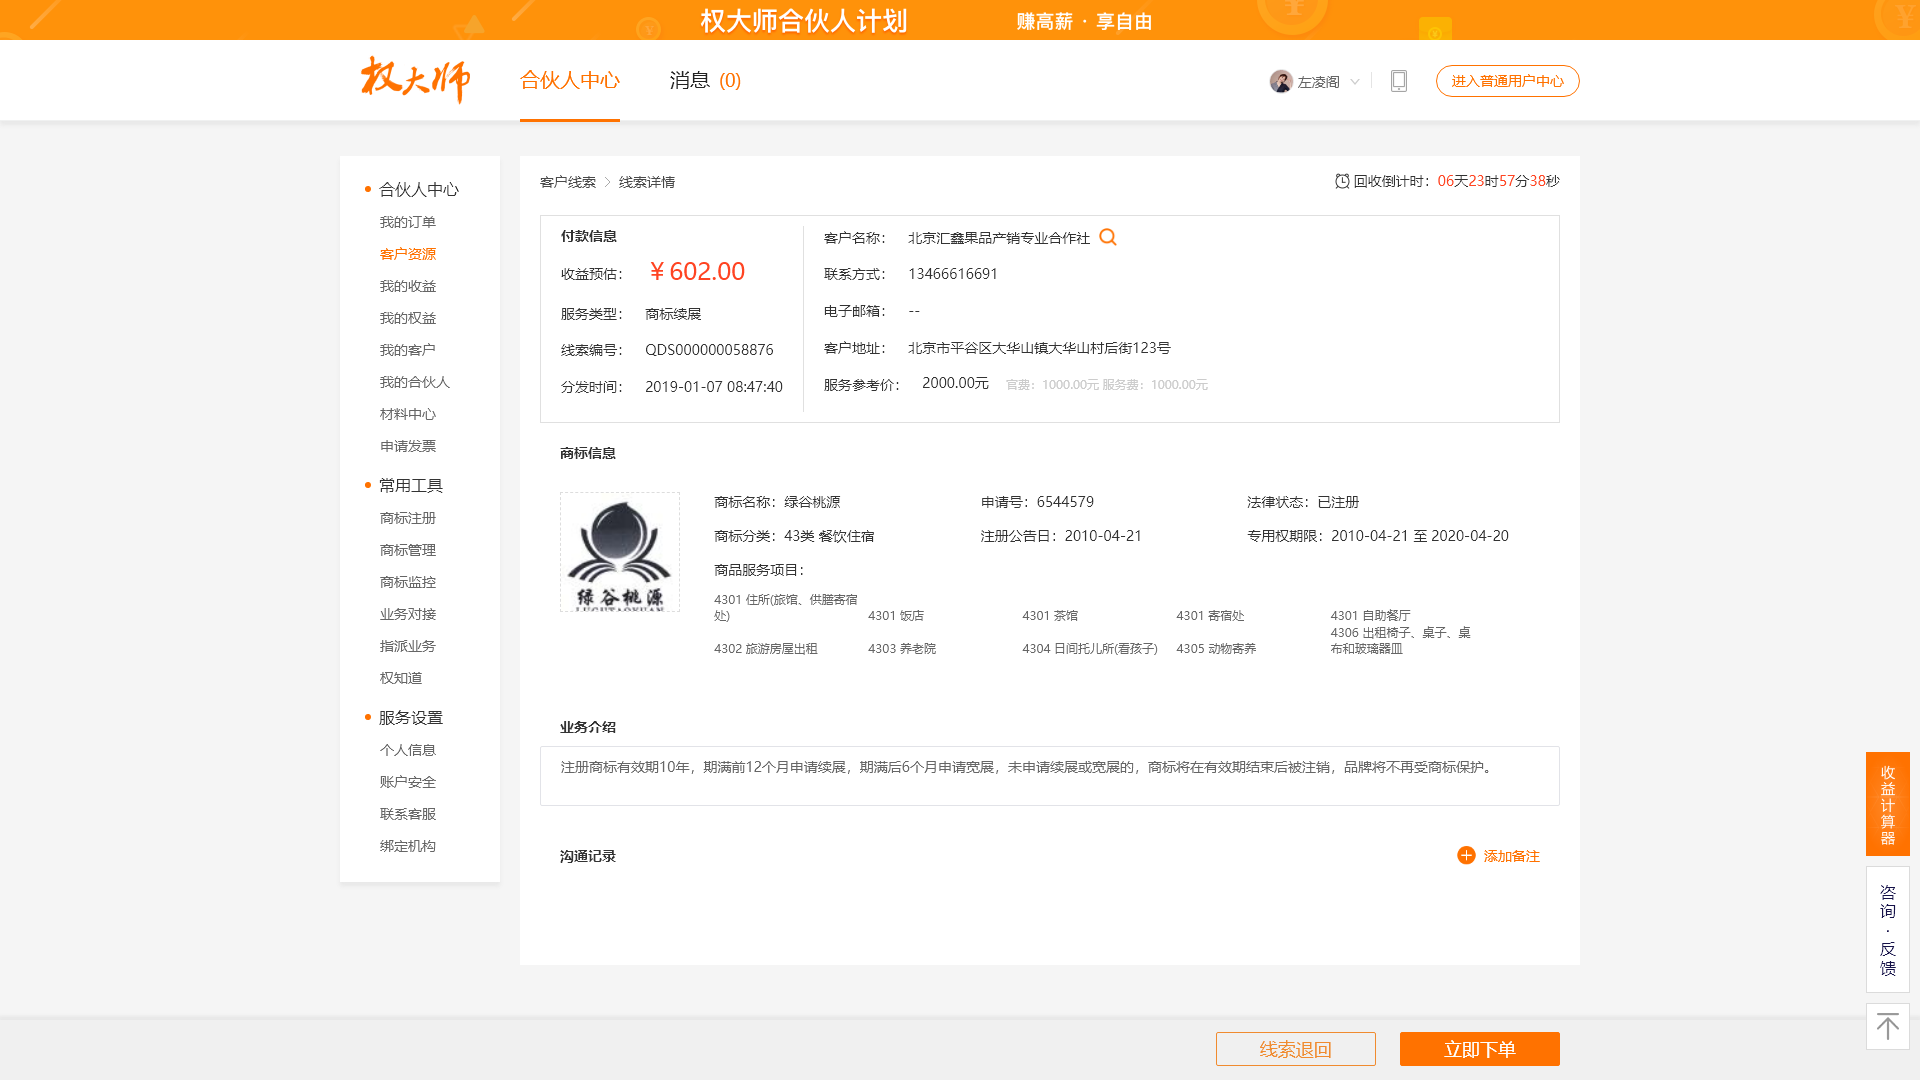 权大师合伙人计划 赚高薪 · 享自由
权大师 合伙人中心 消息 (0) 左凌阁 进入普通用户中心
合伙人中心
我的订单
客户资源
我的收益
我的权益
我的客户
我的合伙人
材料中心
申请发票
常用工具
商标注册
商标管理
商标监控
业务对接
指派业务
权知道
服务设置
个人信息
账户安全
联系客服
绑定机构
客户线索 > 线索详情 回收倒计时：06天23时57分38秒
付款信息
收益预估： ￥602.00
服务类型： 商标续展
线索编号： QDS000000058876
分发时间： 2019-01-07 08:47:40
客户名称： 北京汇鑫果品产销专业合作社
联系方式： 13466616691
电子邮箱： --
客户地址： 北京市平谷区大华山镇大华山村后街123号
服务参考价： 2000.00元 官费：1000.00元 服务费：1000.00元
商标信息
绿谷桃源
LUGUTAOYUAN
商标名称：绿谷桃源 申请号：6544579 法律状态：已注册
商标分类：43类 餐饮住宿 注册公告日：2010-04-21 专用权期限：2010-04-21 至 2020-04-20
商品服务项目：
4301 住所(旅馆、供膳寄宿
处) 4301 饭店 4301 茶馆 4301 寄宿处 4301 自助餐厅
4306 出租椅子、桌子、桌
4302 旅游房屋出租 4303 养老院 4304 日间托儿所(看孩子) 4305 动物寄养 布和玻璃器皿
业务介绍
注册商标有效期10年，期满前12个月申请续展，期满后6个月申请宽展，未申请续展或宽展的，商标将在有效期结束后被注销，品牌将不再受商标保护。
沟通记录 添加备注
收益计算器
咨询·反馈
线索退回 立即下单